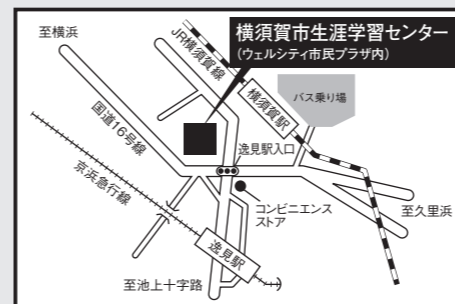 至横浜
JR横須賀線
横須賀市生涯学習センター
(ウェルシティ市民プラザ内)
横須賀駅
バス乗り場
国道16号線
逸見駅入口
京浜急行線
コンビニエンス
ストア
至久里浜
逸見駅
至池上十字路